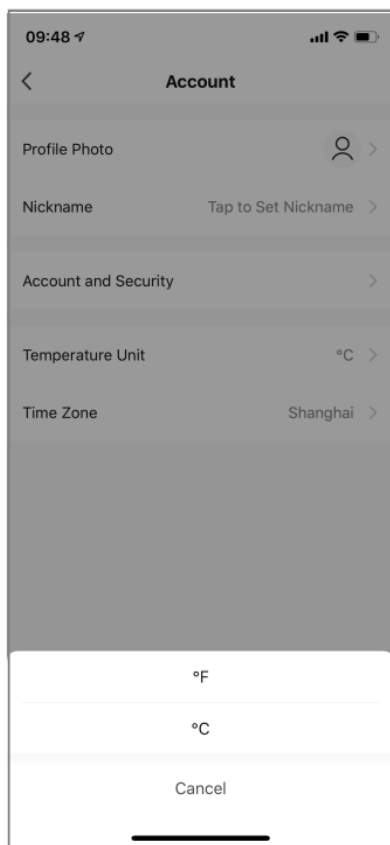 09:48
Account
Profile Photo
Nickname Tap to Set Nickname
Account and Security
Temperature Unit °C
Time Zone Shanghai
°F
°C
Cancel